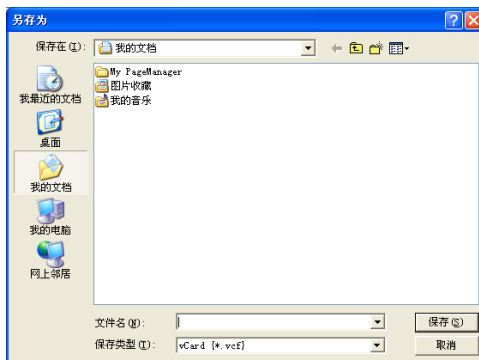 另存为
保存在(I):
我的文档
My PageManager
图片收藏
我的音乐
我最近的文档
桌面
我的文档
我的电脑
网上邻居
文件名(N):
保存(S)
保存类型(T):
vCard [*.vcf]
取消